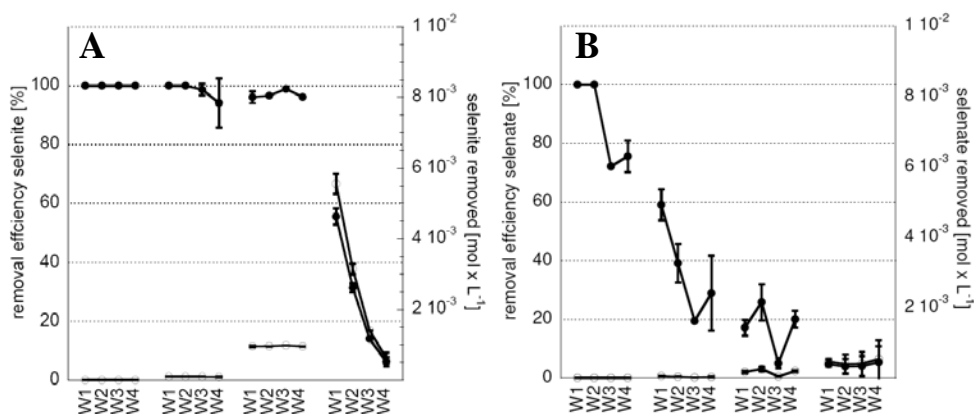 A
B
removal effciency selenite [%]
100
80
60
40
20
0
1 10-2
8 10-3
6 10-3
4 10-3
2 10-3
selenite removed [mol x L-1]
W1 W2 W3 W4
W1 W2 W3 W4
W1 W2 W3 W4
W1 W2 W3 W4
removal effciency selenate [%]
100
80
60
40
20
0
1 10-2
8 10-3
6 10-3
4 10-3
2 10-3
selenate removed [mol x L-1]
W1 W2 W3 W4
W1 W2 W3 W4
W1 W2 W3 W4
W1 W2 W3 W4